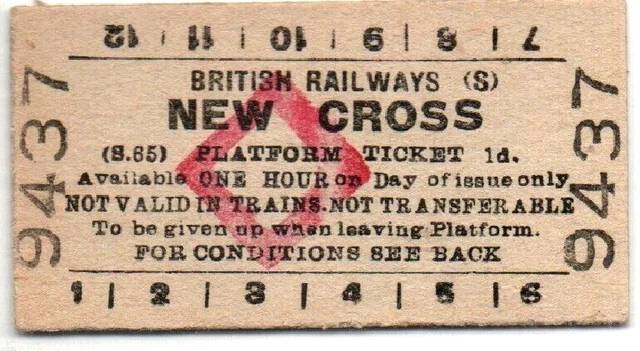 12 | 11 | 10 | 9 | 8 | 7
BRITISH RAILWAYS (S)
NEW CROSS
(S.65) PLATFORM TICKET 1d.
Available ONE HOUR on Day of issue only
NOT VALID IN TRAINS. NOT TRANSFERABLE
To be given up when leaving Platform.
FOR CONDITIONS SEE BACK
1 | 2 | 3 | 4 | 5 | 6
9437
9437